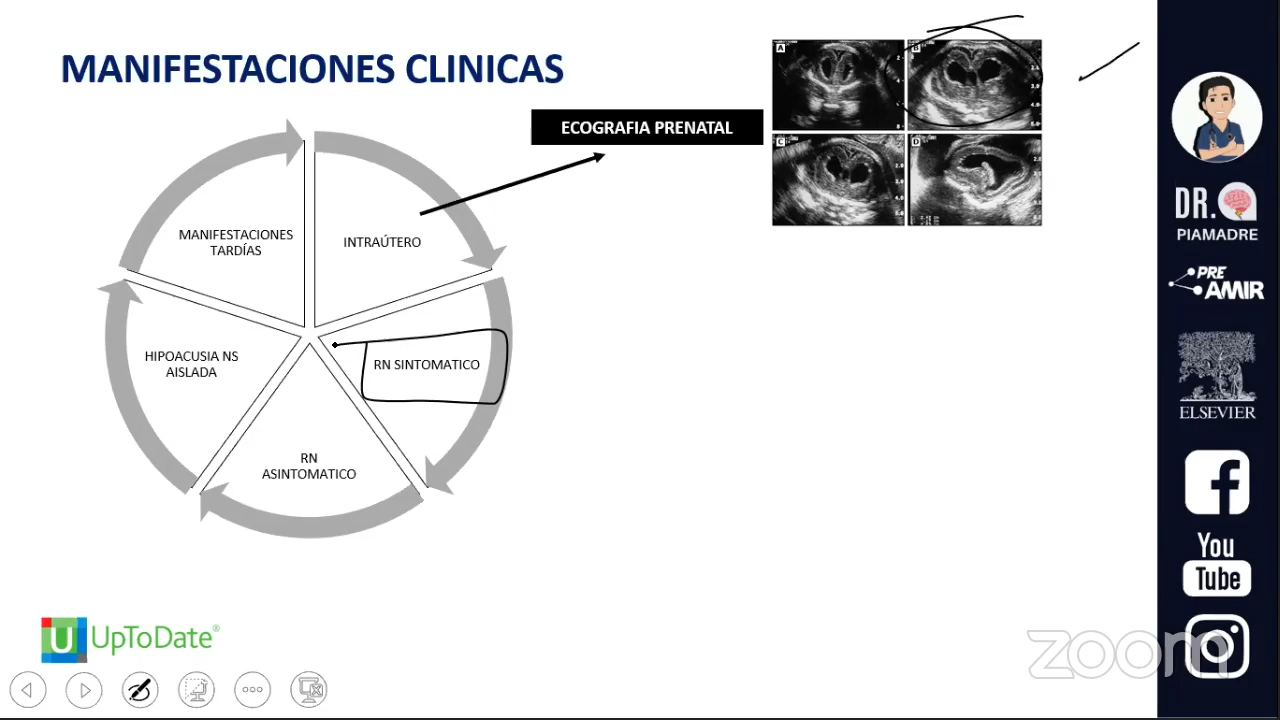 MANIFESTACIONES CLINICAS
ECOGRAFIA PRENATAL
A
B
C
D
MANIFESTACIONES
TARDÍAS
INTRAÚTERO
HIPOACUSIA NS
AISLADA
RN SINTOMATICO
RN
ASINTOMATICO
UpToDate®
DR.
PIAMADRE
PRE
AMIR
ELSEVIER
You
Tube
zoom